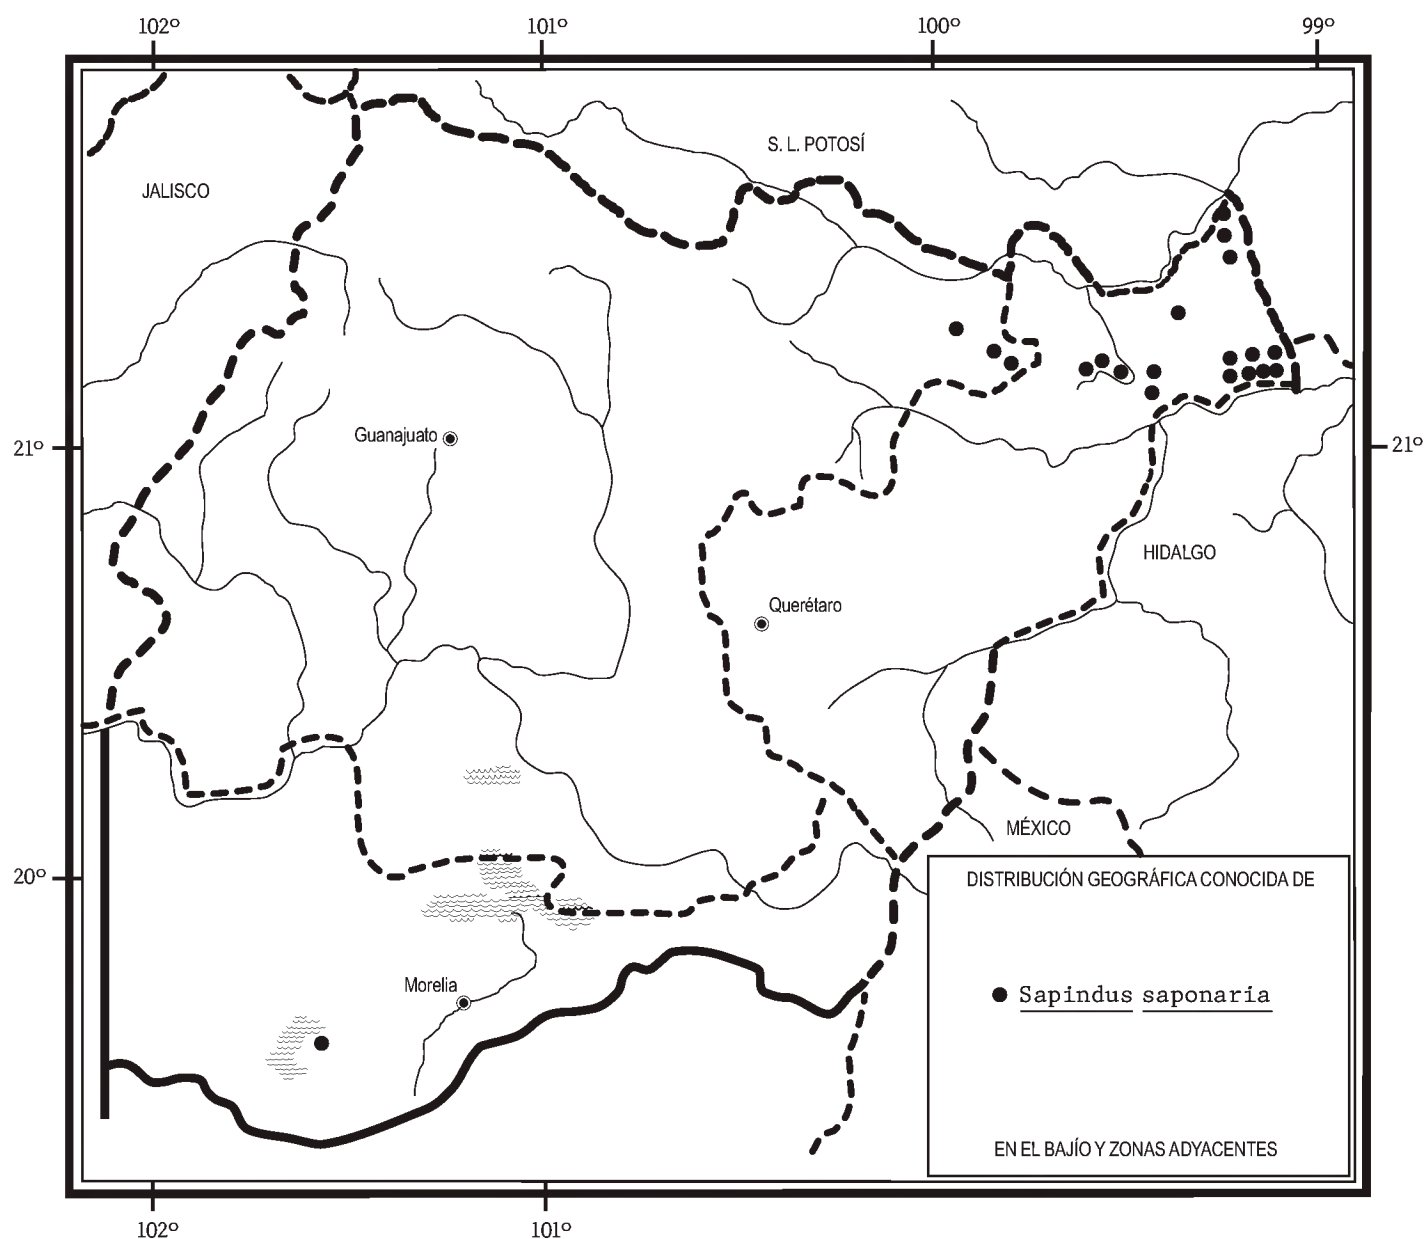 102º
101º
100º
99º
S. L. POTOSÍ
JALISCO
Guanajuato
21º
21º
HIDALGO
Querétaro
MÉXICO
20º
DISTRIBUCIÓN GEOGRÁFICA CONOCIDA DE
Morelia
Sapindus saponaria
EN EL BAJÍO Y ZONAS ADYACENTES
102º
101º